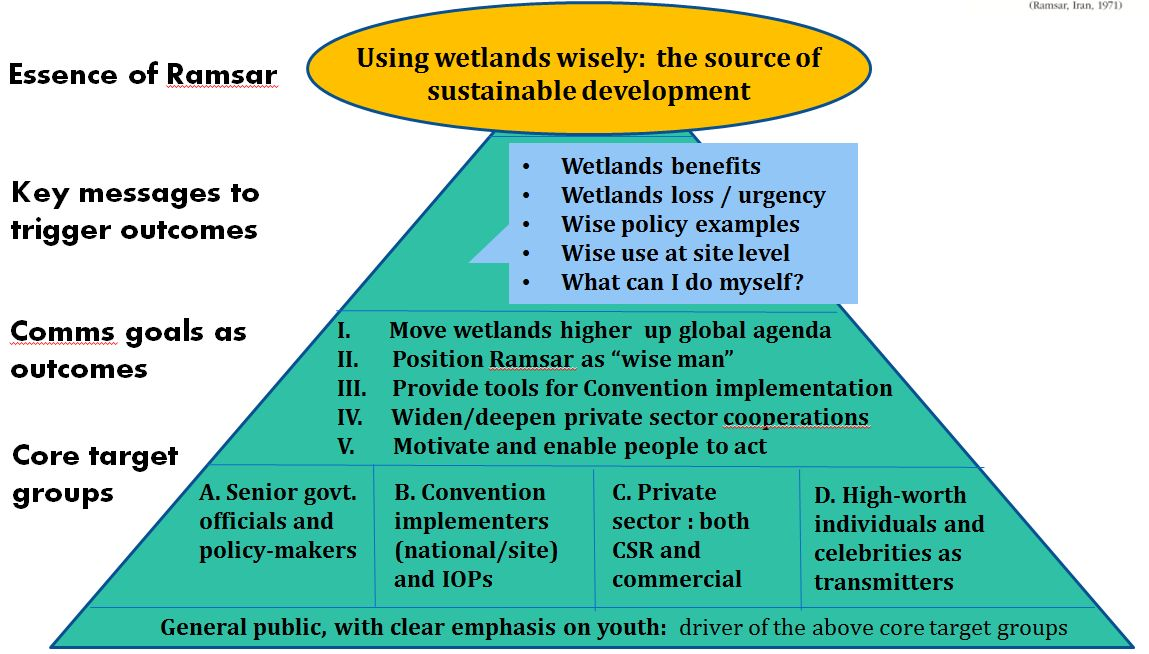 (Ramsar, Iran, 1971)
Essence of Ramsar
Using wetlands wisely:  the source of
sustainable development
Key messages to
trigger outcomes
• Wetlands benefits
• Wetlands loss / urgency
• Wise policy examples
• Wise use at site level
• What can I do myself?
Comms goals as
outcomes
I. Move wetlands higher  up global agenda
II. Position Ramsar as “wise man”
III. Provide tools for Convention implementation
IV. Widen/deepen private sector cooperations
V. Motivate and enable people to act
Core target
groups
A. Senior govt.
officials and
policy-makers
B. Convention
implementers
(national/site)
and IOPs
C. Private
sector : both
CSR and
commercial
D. High-worth
individuals and
celebrities as
transmitters
General public, with clear emphasis on youth:  driver of the above core target groups